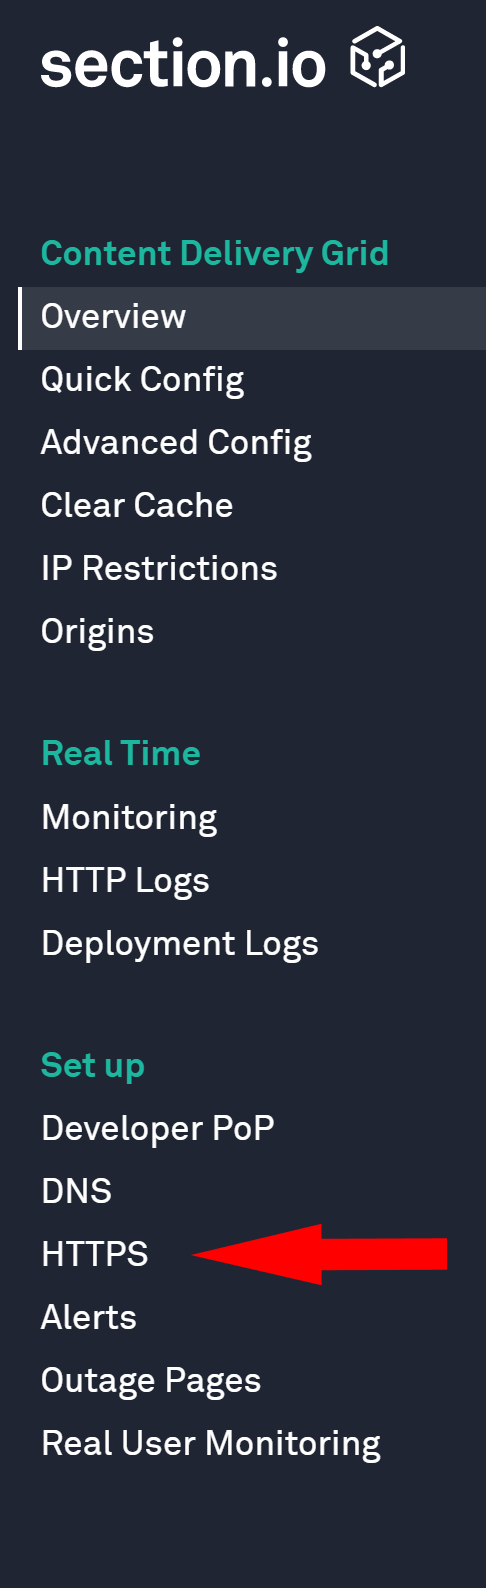 section.io
Content Delivery Grid
Overview
Quick Config
Advanced Config
Clear Cache
IP Restrictions
Origins
Real Time
Monitoring
HTTP Logs
Deployment Logs
Set up
Developer PoP
DNS
HTTPS
Alerts
Outage Pages
Real User Monitoring